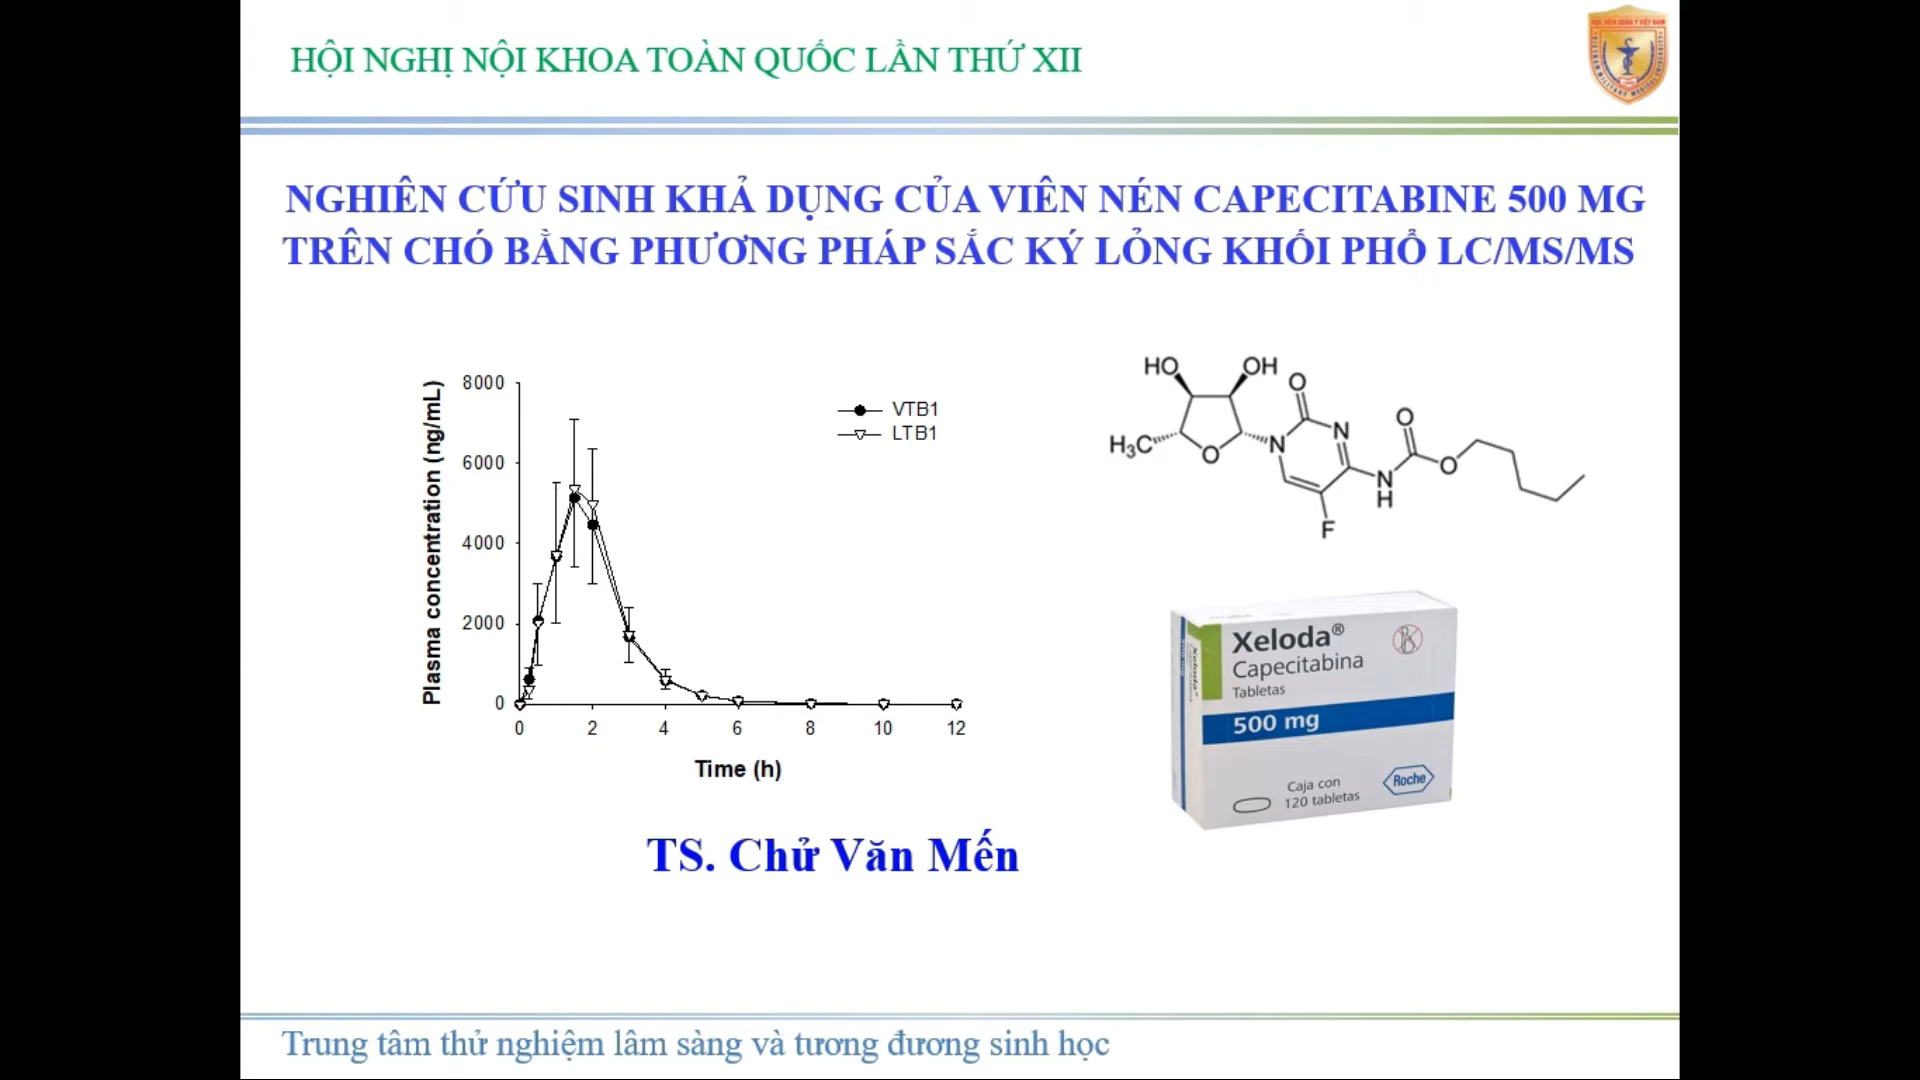 HỘI NGHỊ NỘI KHOA TOÀN QUỐC LẦN THỨ XII
NGHIÊN CỨU SINH KHẢ DỤNG CỦA VIÊN NÉN CAPECITABINE 500 MG
TRÊN CHÓ BẰNG PHƯƠNG PHÁP SẮC KÝ LỎNG KHỐI PHỔ LC/MS/MS
Plasma concentration (ng/mL)
8000
6000
4000
2000
0
VTB1
LTB1
0 2 4 6 8 10 12
Time (h)
HO OH O
H₃C O N N O
NH O
F
Xeloda®
Capecitabina
Tabletas
500 mg
Caja con
120 tabletas
Roche
TS. Chử Văn Mến
Trung tâm thử nghiệm lâm sàng và tương đương sinh học